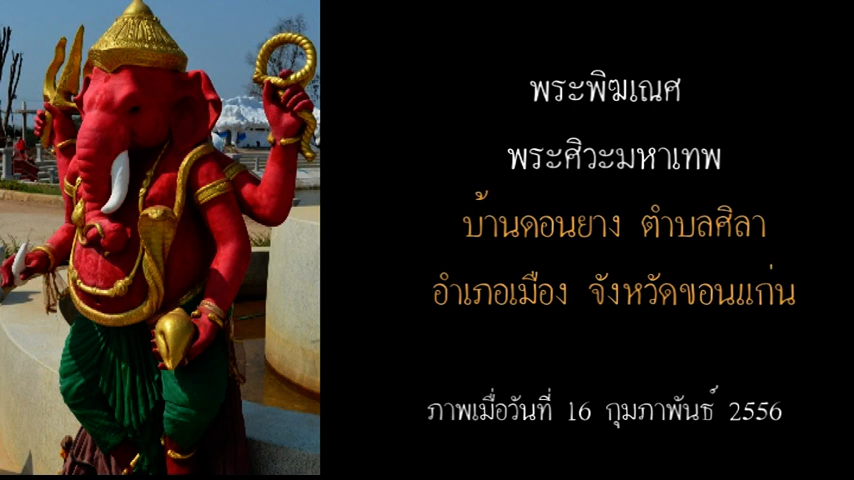 พระพิฆเณศ
พระศิวะมหาเทพ
บ้านดอนยาง ตำบลศิลา
อำเภอเมือง จังหวัดขอนแก่น
ภาพเมื่อวันที่ 16 กุมภาพันธ์ 2556